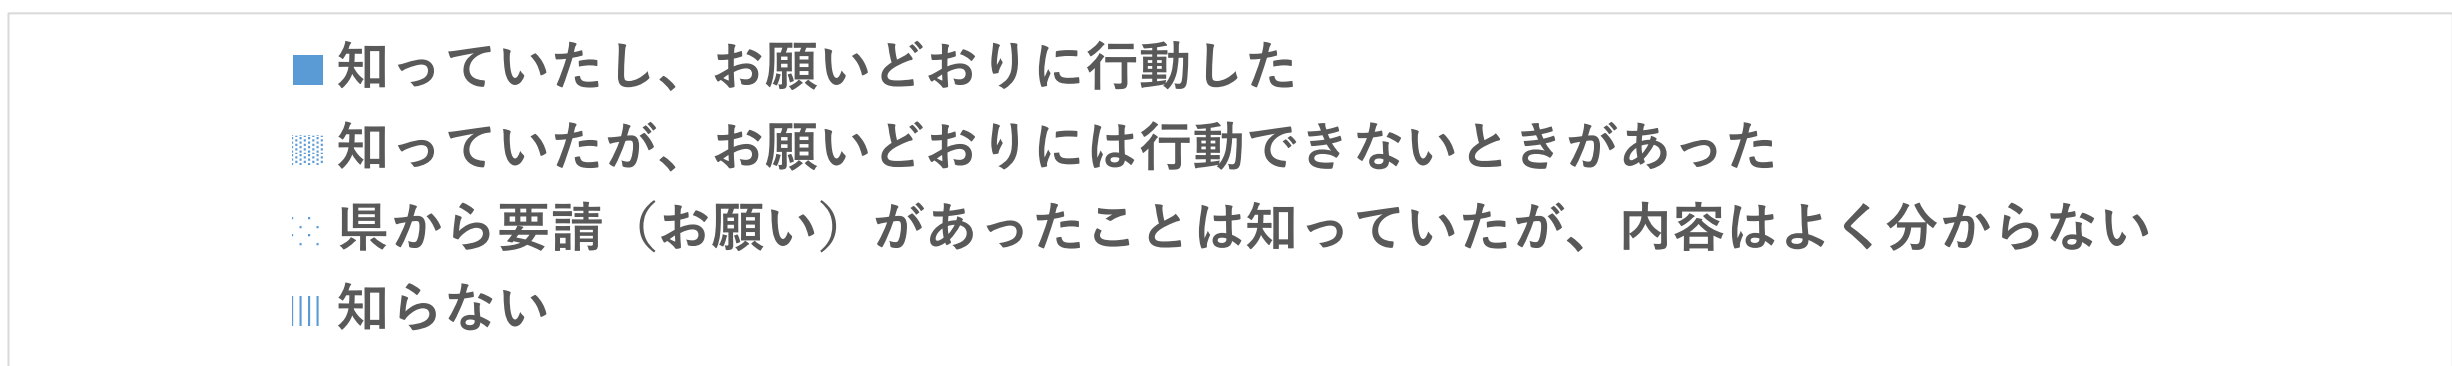 知っていたし、お願いどおりに行動した
知っていたが、お願いどおりには行動できないときがあった
県から要請（お願い）があったことは知っていたが、内容はよく分からない
知らない